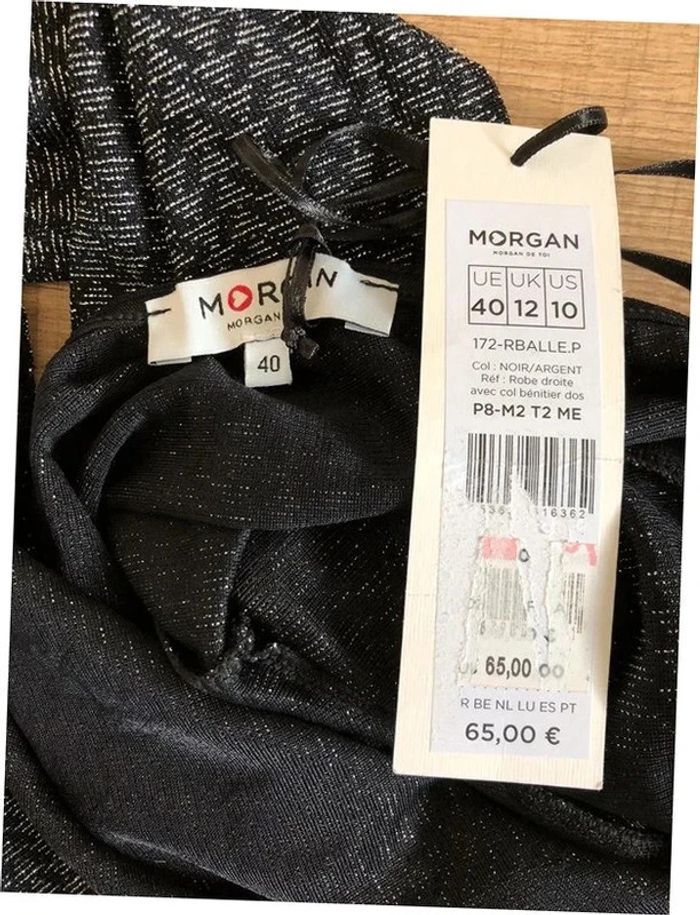 MORGAN
MORGAN
40
MORGAN
MORGAN DE TOI
UE UK US
40 12 10
172-RBALLE.P
Col : NOIR/ARGENT
Réf : Robe droite
avec col bénitier dos
P8-M2 T2 ME
16362
65,00
R BE NL LU ES PT
65,00 €